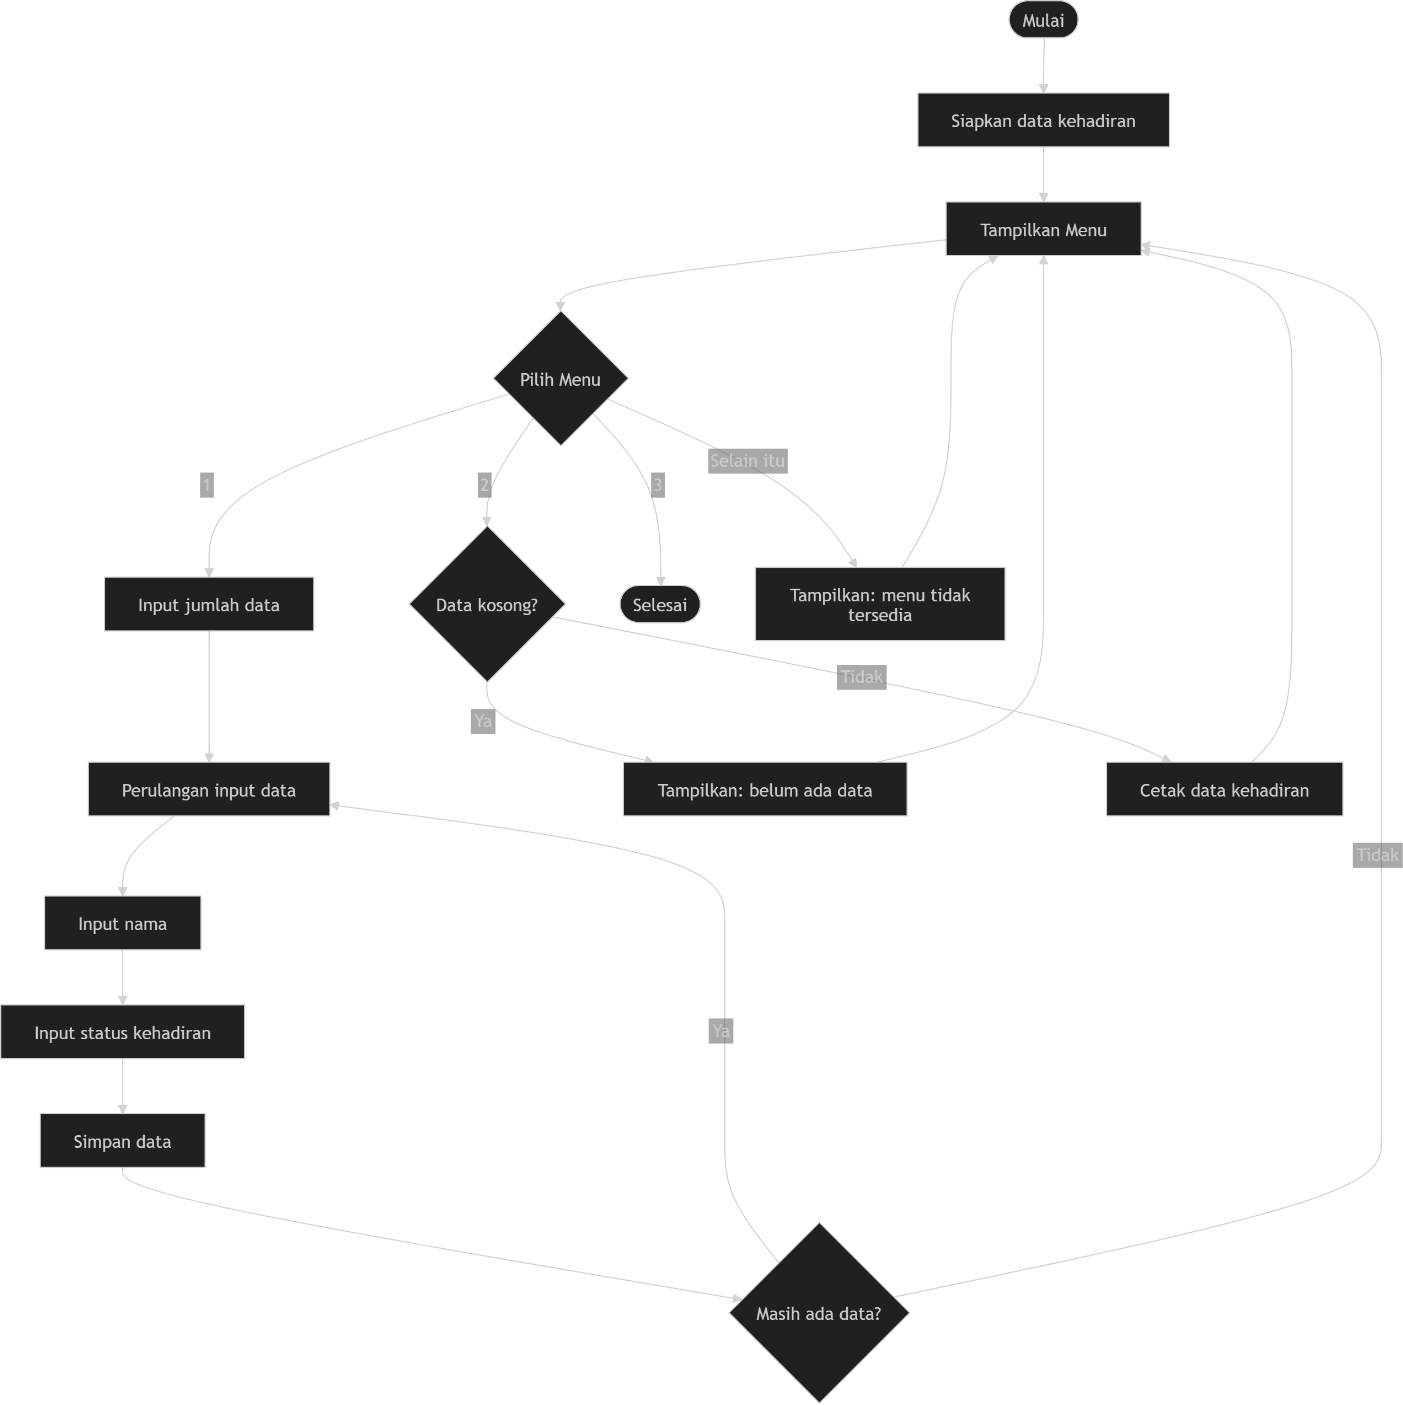 Mulai
Siapkan data kehadiran
Tampilkan Menu
Pilih Menu
Selain itu
1
2
3
Input jumlah data
Data kosong?
Selesai
Tampilkan: menu tidak
tersedia
Tidak
Ya
Perulangan input data
Tampilkan: belum ada data
Cetak data kehadiran
Tidak
Input nama
Input status kehadiran
Ya
Simpan data
Masih ada data?